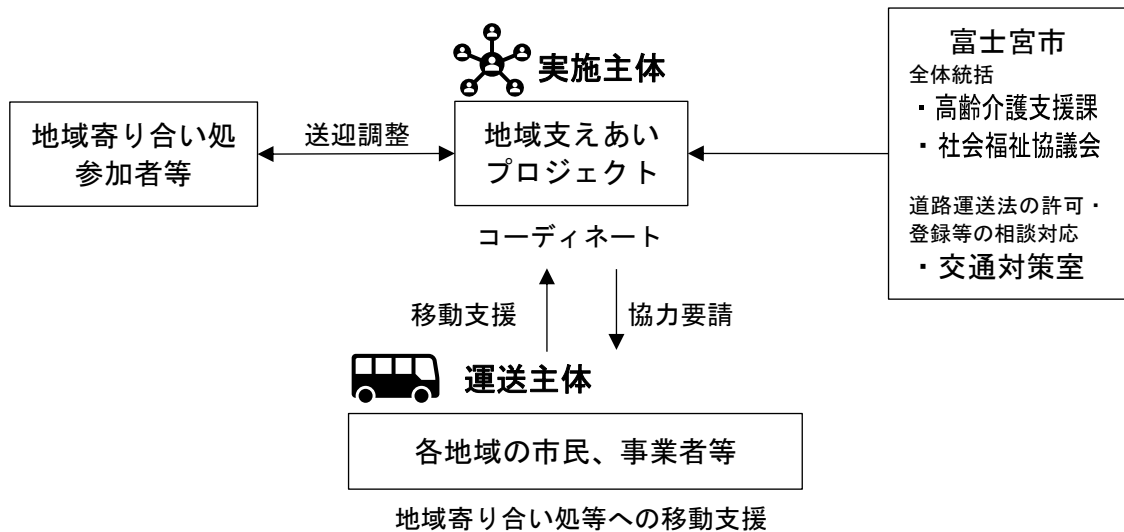 実施主体
地域寄り合い処
参加者等
送迎調整
地域支えあい
プロジェクト
コーディネート
富士宮市
全体統括
・高齢介護支援課
・社会福祉協議会
道路運送法の許可・
登録等の相談対応
・交通対策室
移動支援
協力要請
運送主体
各地域の市民、事業者等
地域寄り合い処等への移動支援